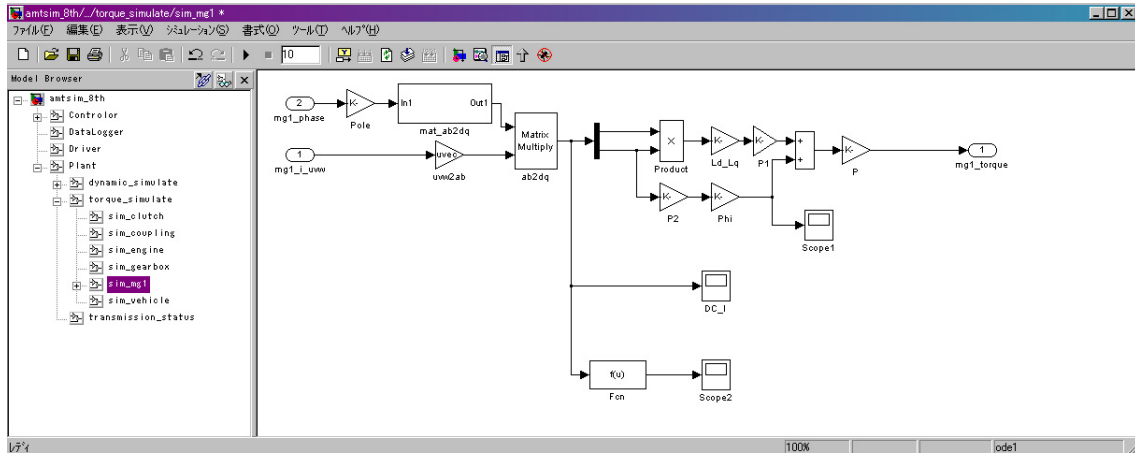 amtsim_8th/.../torque_simulate/sim_mg1 *
ファイル(F) 編集(E) 表示(V) シミュレーション(S) 書式(O) ツール(T) ヘルプ(H)
10
Model Browser
amtsim_8th
Controlor
DataLogger
Driver
Plant
dynamic_simulate
torque_simulate
sim_clutch
sim_coupling
sim_engine
sim_gearbox
sim_mg1
sim_vehicle
transmission_status
2
mg1_phase
K-
Pole
In1 Out1
mat_ab2dq
1
mg1_i_uvw
uvec
uvw2ab
Matrix
Multiply
ab2dq
×
Product
K-
Ld_Lq
K-
P1
+
+
K-
P
1
mg1_torque
K-
P2
K-
Phi
Scope1
DC_I
f(u)
Fcn
Scope2
レディ 100% ode1